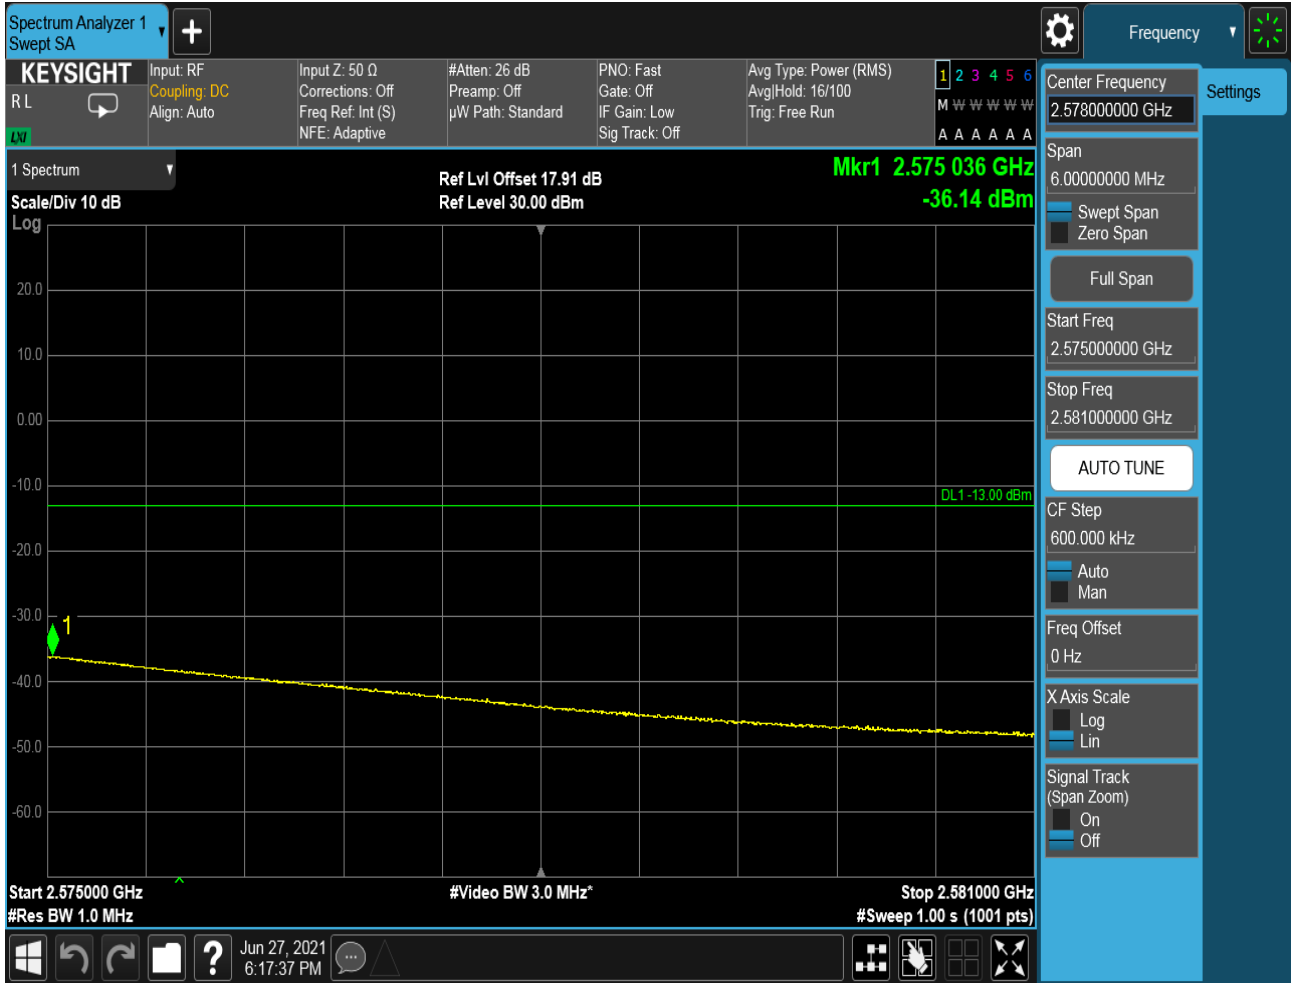 Spectrum Analyzer 1
Swept SA
+
Frequency
KEYSIGHT
R L
LXI
Input: RF
Coupling: DC
Align: Auto
Input Z: 50 Ω
Corrections: Off
Freq Ref: Int (S)
NFE: Adaptive
#Atten: 26 dB
Preamp: Off
µW Path: Standard
PNO: Fast
Gate: Off
IF Gain: Low
Sig Track: Off
Avg Type: Power (RMS)
Avg|Hold: 16/100
Trig: Free Run
1 2 3 4 5 6
M W W W W W
A A A A A A
1 Spectrum
Scale/Div 10 dB
Log
Ref Lvl Offset 17.91 dB
Ref Level 30.00 dBm
Mkr1 2.575 036 GHz
-36.14 dBm
20.0
10.0
0.00
-10.0
DL1 -13.00 dBm
-20.0
-30.0
1
-40.0
-50.0
-60.0
Start 2.575000 GHz
#Res BW 1.0 MHz
#Video BW 3.0 MHz*
Stop 2.581000 GHz
#Sweep 1.00 s (1001 pts)
?
Jun 27, 2021
6:17:37 PM
Center Frequency
2.578000000 GHz
Settings
Span
6.00000000 MHz
Swept Span
Zero Span
Full Span
Start Freq
2.575000000 GHz
Stop Freq
2.581000000 GHz
AUTO TUNE
CF Step
600.000 kHz
Auto
Man
Freq Offset
0 Hz
X Axis Scale
Log
Lin
Signal Track
(Span Zoom)
On
Off